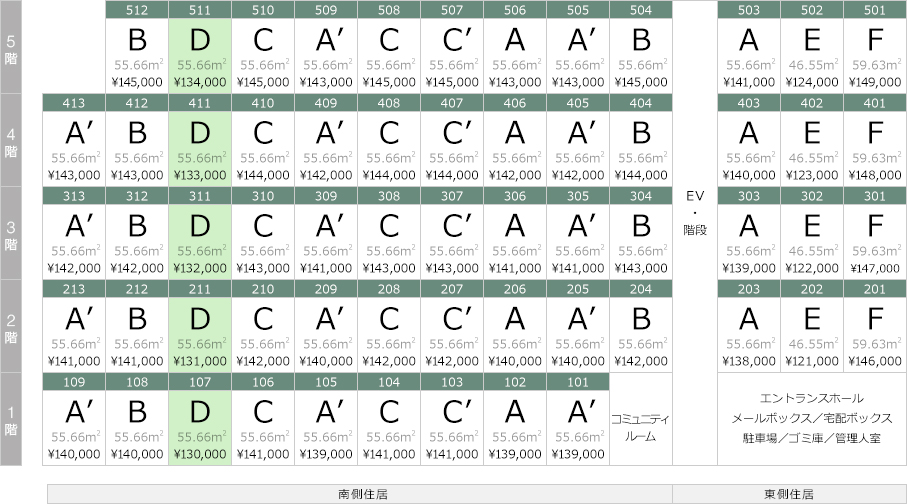 512 511 510 509 508 507 506 505 504 503 502 501
5階
B D C A′ C C′ A A′ B A E F
55.66m² 55.66m² 55.66m² 55.66m² 55.66m² 55.66m² 55.66m² 55.66m² 55.66m² 55.66m² 46.55m² 59.63m²
¥145,000 ¥134,000 ¥145,000 ¥143,000 ¥145,000 ¥145,000 ¥143,000 ¥143,000 ¥145,000 ¥141,000 ¥124,000 ¥149,000
413 412 411 410 409 408 407 406 405 404 403 402 401
4階
A′ B D C A′ C C′ A A′ B A E F
55.66m² 55.66m² 55.66m² 55.66m² 55.66m² 55.66m² 55.66m² 55.66m² 55.66m² 55.66m² 55.66m² 46.55m² 59.63m²
¥143,000 ¥143,000 ¥133,000 ¥144,000 ¥142,000 ¥144,000 ¥144,000 ¥142,000 ¥142,000 ¥144,000 ¥140,000 ¥123,000 ¥148,000
313 312 311 310 309 308 307 306 305 304 303 302 301
EV
・
階段
3階
A′ B D C A′ C C′ A A′ B A E F
55.66m² 55.66m² 55.66m² 55.66m² 55.66m² 55.66m² 55.66m² 55.66m² 55.66m² 55.66m² 55.66m² 46.55m² 59.63m²
¥142,000 ¥142,000 ¥132,000 ¥143,000 ¥141,000 ¥143,000 ¥143,000 ¥141,000 ¥141,000 ¥143,000 ¥139,000 ¥122,000 ¥147,000
213 212 211 210 209 208 207 206 205 204 203 202 201
2階
A′ B D C A′ C C′ A A′ B A E F
55.66m² 55.66m² 55.66m² 55.66m² 55.66m² 55.66m² 55.66m² 55.66m² 55.66m² 55.66m² 55.66m² 46.55m² 59.63m²
¥141,000 ¥141,000 ¥131,000 ¥142,000 ¥140,000 ¥142,000 ¥142,000 ¥140,000 ¥140,000 ¥142,000 ¥138,000 ¥121,000 ¥146,000
109 108 107 106 105 104 103 102 101
1階
A′ B D C A′ C C′ A A′
55.66m² 55.66m² 55.66m² 55.66m² 55.66m² 55.66m² 55.66m² 55.66m² 55.66m²
¥140,000 ¥140,000 ¥130,000 ¥141,000 ¥139,000 ¥141,000 ¥141,000 ¥139,000 ¥139,000
コミュニティ
ルーム
エントランスホール
メールボックス／宅配ボックス
駐車場／ゴミ庫／管理人室
南側住居 東側住居